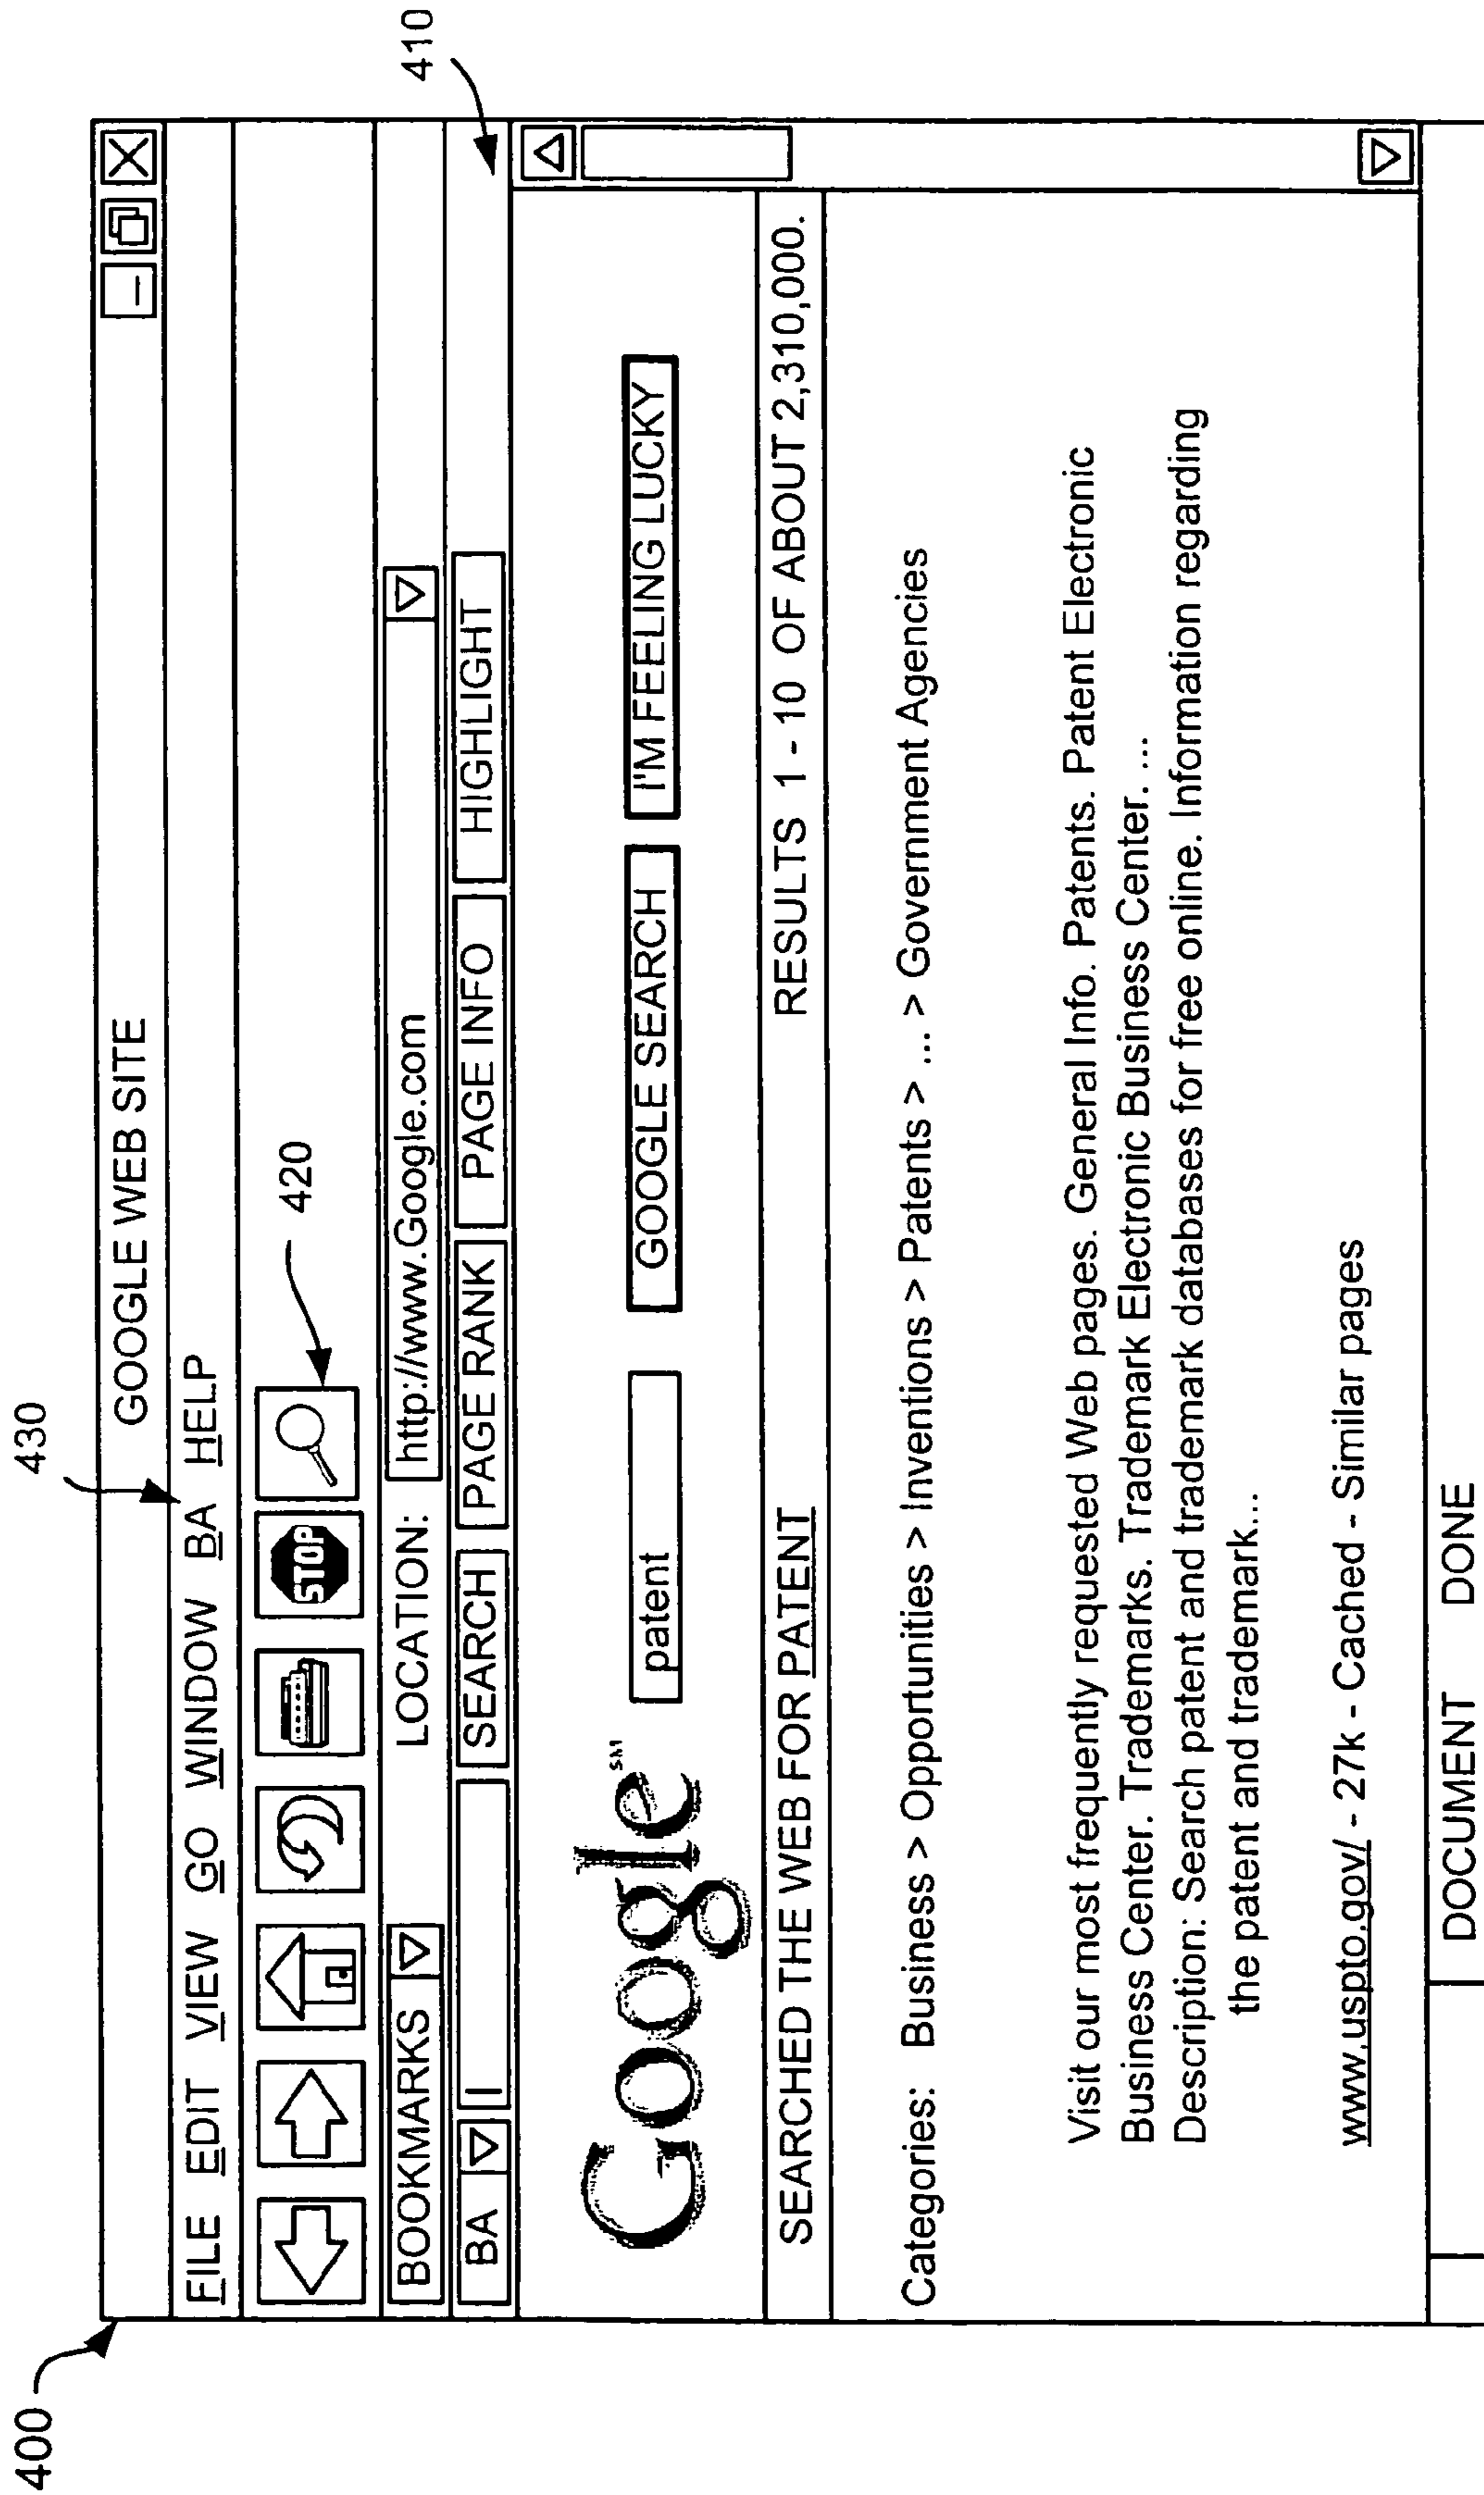 400
430
410
GOOGLE WEB SITE
FILE EDIT VIEW GO WINDOW BA HELP
420
STOP
BOOKMARKS LOCATION: http://www.Google.com
BA SEARCH PAGE RANK PAGE INFO HIGHLIGHT
Google SM patent GOOGLE SEARCH I'M FEELING LUCKY
SEARCHED THE WEB FOR PATENT RESULTS 1 - 10 OF ABOUT 2,310,000.
Categories: Business > Opportunities > Inventions > Patents > ... > Government Agencies
Visit our most frequently requested Web pages. General Info. Patents. Patent Electronic
Business Center. Trademarks. Trademark Electronic Business Center. ...
Description: Search patent and trademark databases for free online. Information regarding
the patent and trademark...
www.uspto.gov/ - 27k - Cached - Similar pages
DOCUMENT DONE